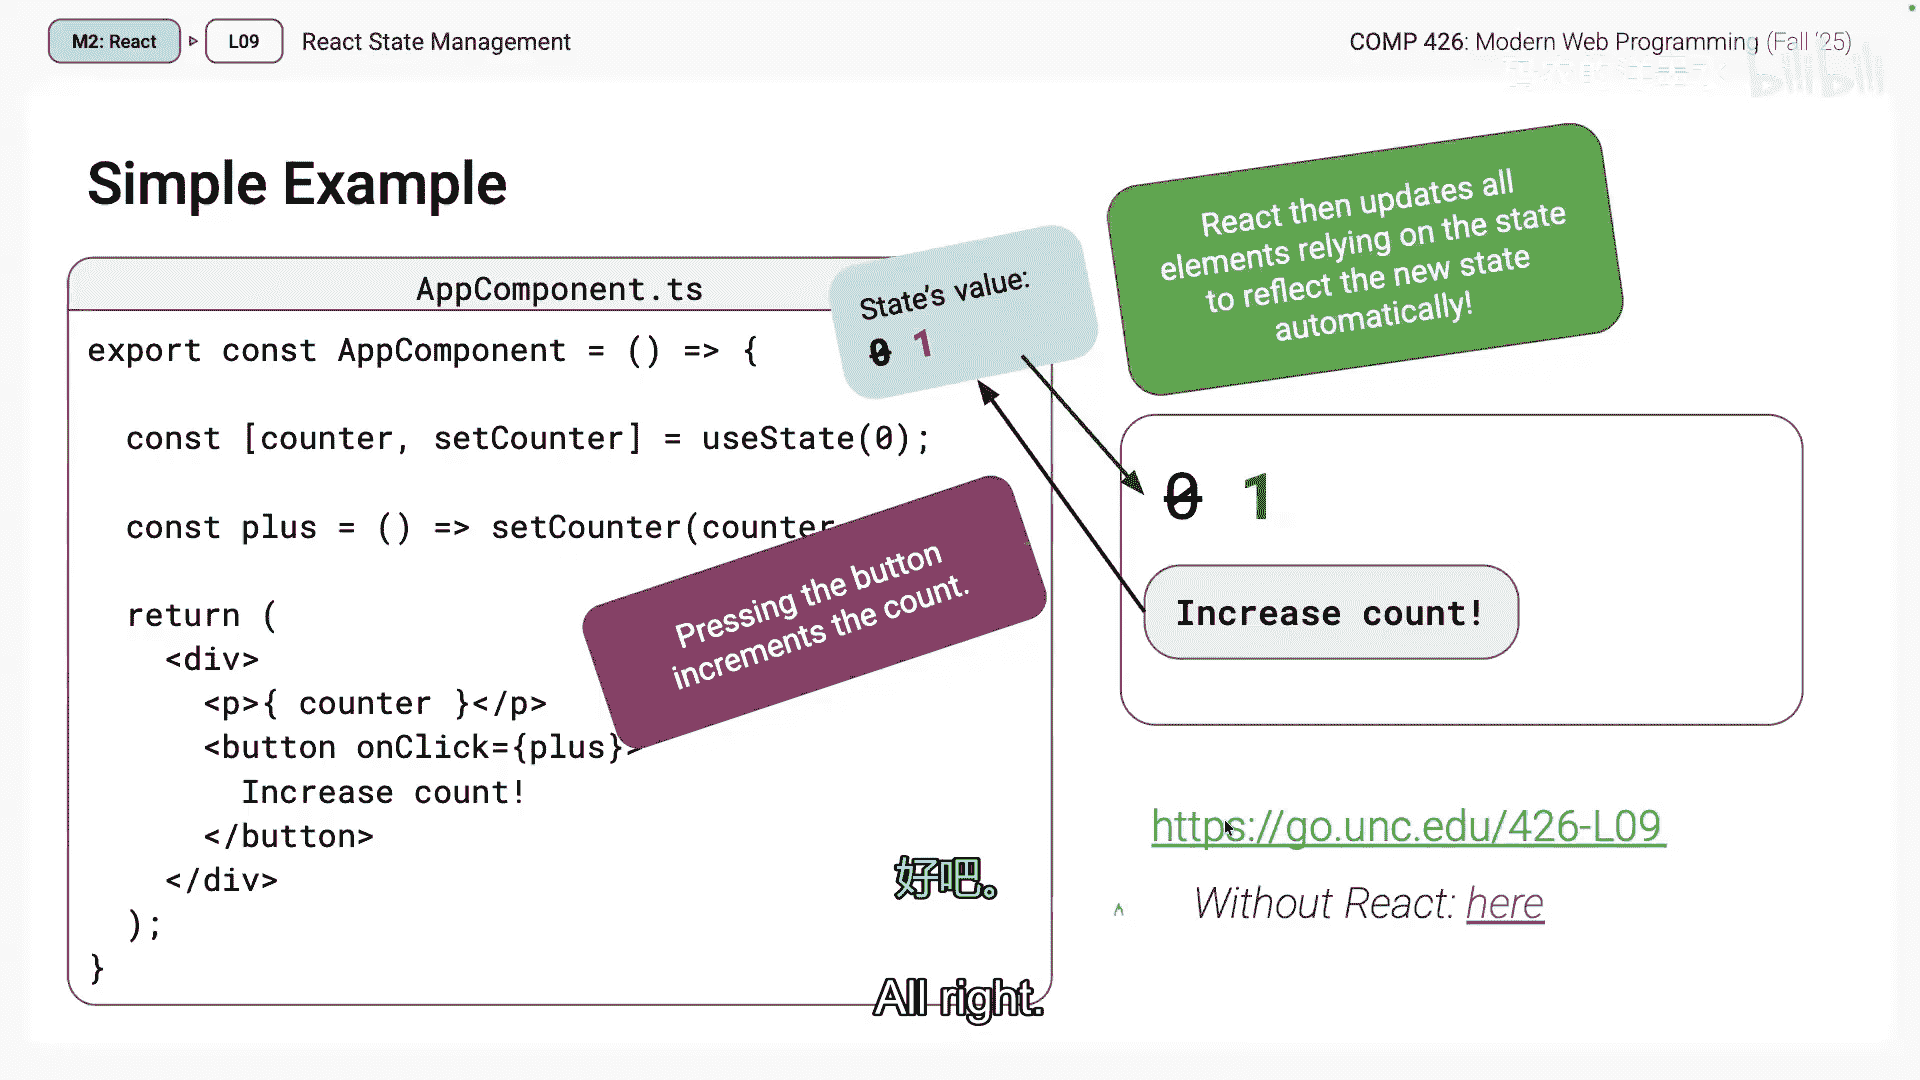 M2: React
L09
React State Management
COMP 426: Modern Web Programming (Fall '25)
bilibili
Simple Example
AppComponent.ts
export const AppComponent = () => {
const [counter, setCounter] = useState(0);
const plus = () => setCounter(counter
return (
<div>
<p>{ counter }</p>
<button onClick={plus}>
Increase count!
</button>
</div>
);
}
State's value:
0 1
React then updates all
elements relying on the state
to reflect the new state
automatically!
Pressing the button
increments the count.
0 1
Increase count!
https://go.unc.edu/426-L09
Without React: here
好吧。
All right.